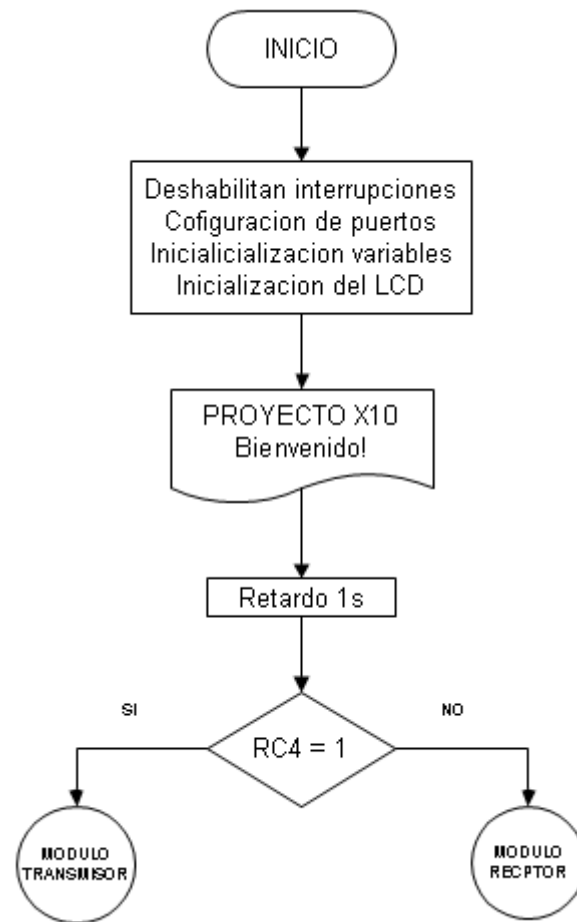 INICIO
Deshabilitan interrupciones
Cofiguracion de puertos
Inicialicialization variables
Inicializacion del LCD
PROYECTO X10
Bienvenido!
Retardo 1s
SI
NO
RC4 = 1
MODULO
TRANSMISOR
MODULO
RECPTOR